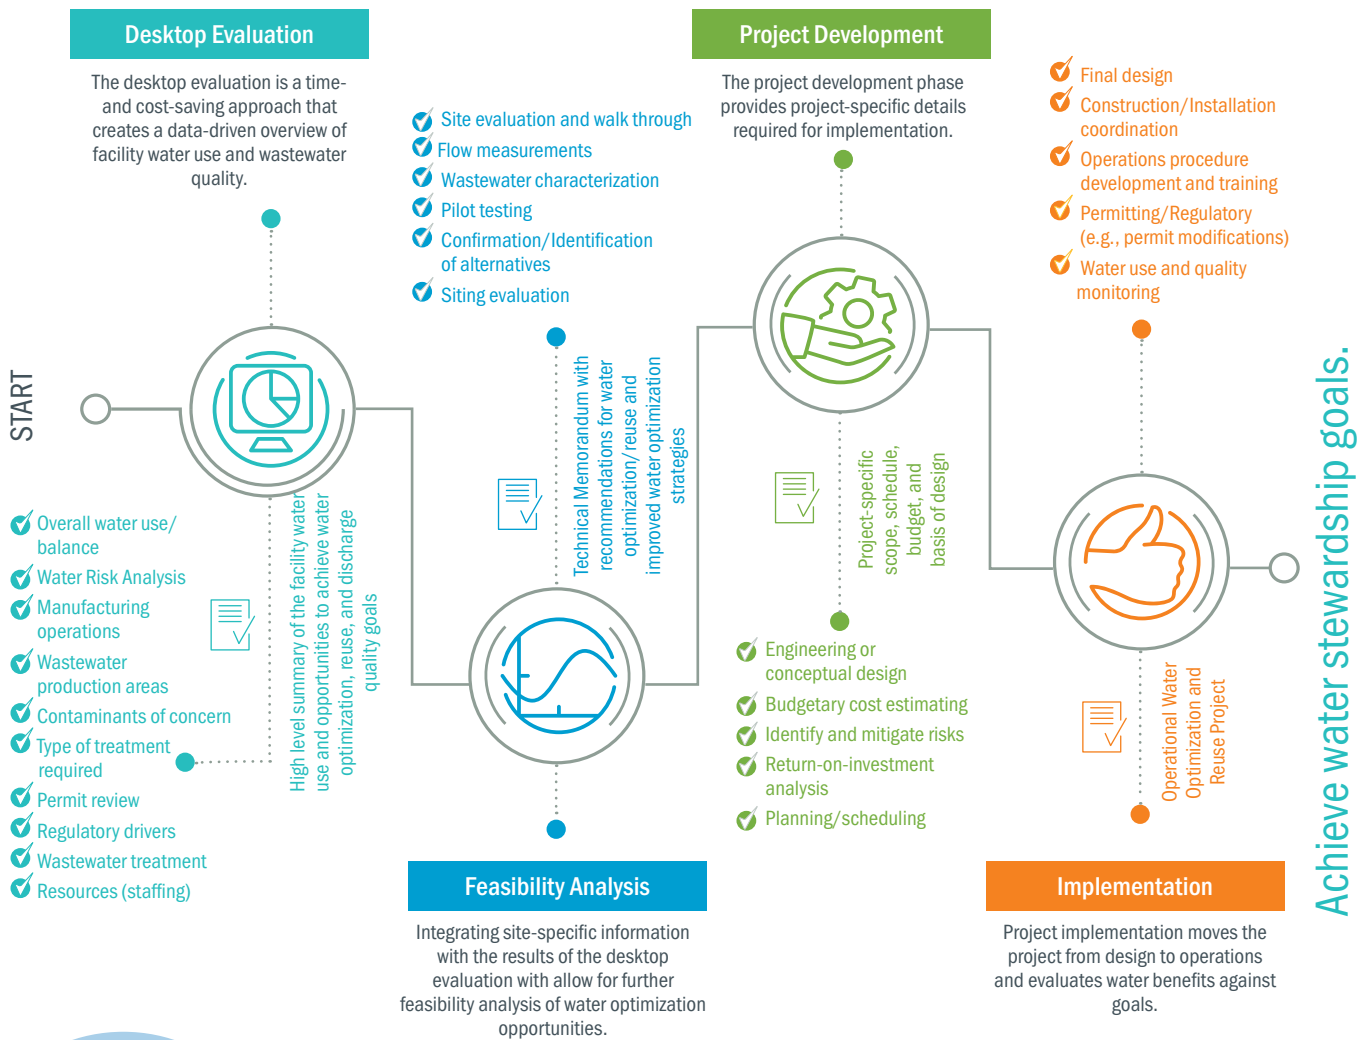 START
Desktop Evaluation
The desktop evaluation is a time-
and cost-saving approach that
creates a data-driven overview of
facility water use and wastewater
quality.
Overall water use/
balance
Water Risk Analysis
Manufacturing
operations
Wastewater
production areas
Contaminants of concern
Type of treatment
required
Permit review
Regulatory drivers
Wastewater treatment
Resources (staffing)
High level summary of the facility water
use and opportunities to achieve water
optimization, reuse, and discharge
quality goals
Site evaluation and walk through
Flow measurements
Wastewater characterization
Pilot testing
Confirmation/Identification
of alternatives
Siting evaluation
Technical Memorandum with
recommendations for water
optimization/reuse and
improved water optimization
strategies
Feasibility Analysis
Integrating site-specific information
with the results of the desktop
evaluation with allow for further
feasibility analysis of water optimization
opportunities.
Project Development
The project development phase
provides project-specific details
required for implementation.
Project-specific
scope, schedule,
budget, and
basis of design
Engineering or
conceptual design
Budgetary cost estimating
Identify and mitigate risks
Return-on-investment
analysis
Planning/scheduling
Final design
Construction/Installation
coordination
Operations procedure
development and training
Permitting/Regulatory
(e.g., permit modifications)
Water use and quality
monitoring
Operational Water
Optimization and
Reuse Project
Implementation
Project implementation moves the
project from design to operations
and evaluates water benefits against
goals.
Achieve water stewardship goals.